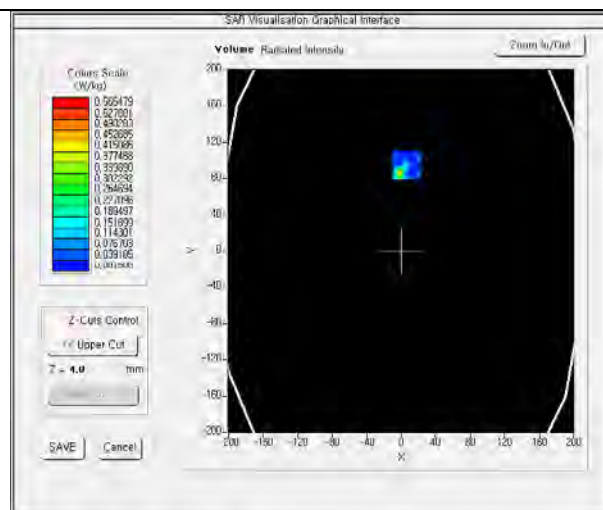 SAR Visualisation Graphical Interface
Volume Radiated Intensity
Zoom In/Out
Colors Scale
(W/kg)
0.565479
0.527881
0.490283
0.452685
0.415086
0.377488
0.339890
0.302292
0.264694
0.227096
0.189497
0.151899
0.114301
0.076703
0.039105
200
160
120
80
40
0
-40
-80
-120
-160
-200
Y
-200 -160 -120 -80 -40 0 40 80 120 160 200
X
Z-Cuts Control
<< Upper Cut
Z = 4.0 mm
SAVE
Cancel